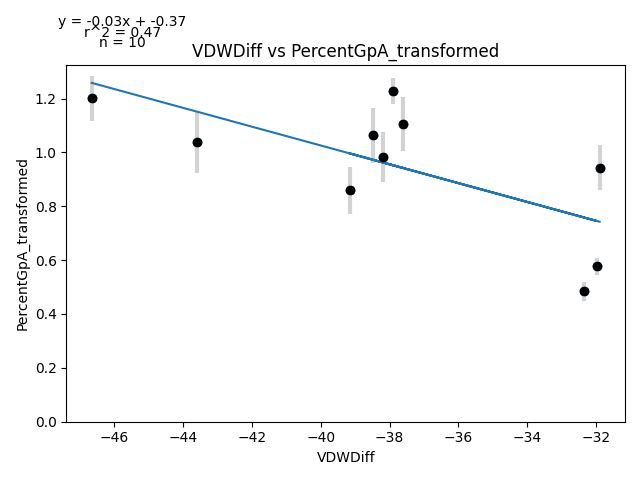 y = -0.03x + -0.37
r^2 = 0.47
n = 10
VDWDiff vs PercentGpA_transformed
PercentGpA_transformed
1.2
1.0
0.8
0.6
0.4
0.2
0.0
−46 −44 −42 −40 −38 −36 −34 −32
VDWDiff